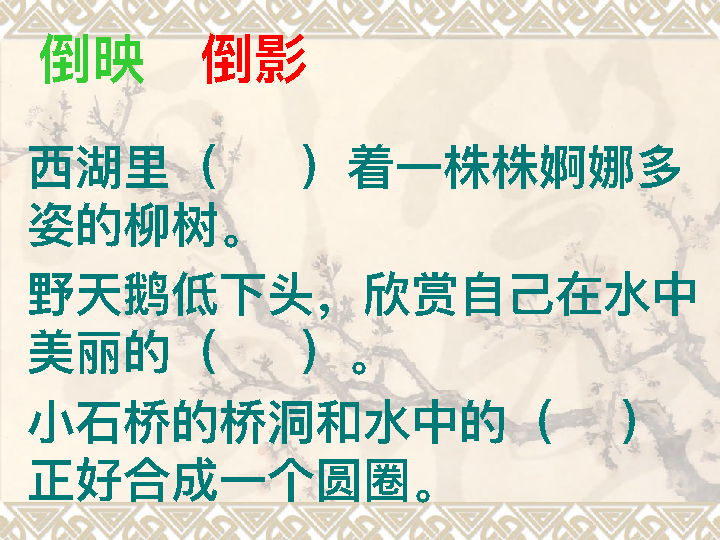 倒映 倒影
西湖里（ ）着一株株婀娜多
姿的柳树。
野天鹅低下头，欣赏自己在水中
美丽的（ ）。
小石桥的桥洞和水中的（ ）
正好合成一个圆圈。